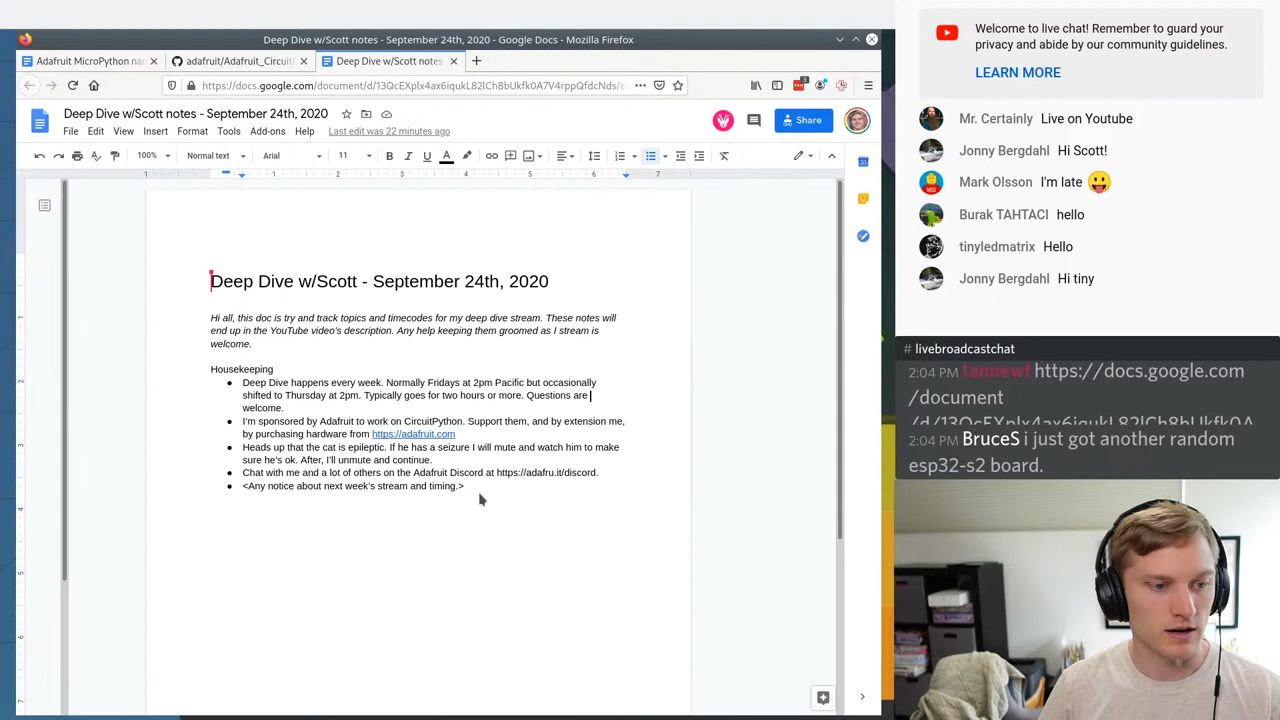 Deep Dive w/Scott notes - September 24th, 2020 - Google Docs - Mozilla Firefox
Adafruit MicroPython na
adafruit/Adafruit_CircuitP
Deep Dive w/Scott notes
Deep Dive w/Scott notes - September 24th, 2020
File Edit View Insert Format Tools Add-ons Help Last edit was 22 minutes ago
Share
100% Normal text Arial 11
Deep Dive w/Scott - September 24th, 2020
Hi all, this doc is try and track topics and timecodes for my deep dive stream. These notes will
end up in the YouTube video's description. Any help keeping them groomed as I stream is
welcome.
Housekeeping
● Deep Dive happens every week. Normally Fridays at 2pm Pacific but occasionally
shifted to Thursday at 2pm. Typically goes for two hours or more. Questions are
welcome.
● I'm sponsored by Adafruit to work on CircuitPython. Support them, and by extension me,
by purchasing hardware from https://adafruit.com
● Heads up that the cat is epileptic. If he has a seizure I will mute and watch him to make
sure he's ok. After, I'll unmute and continue.
● Chat with me and a lot of others on the Adafruit Discord at https://adafru.it/discord.
● <Any notice about next week's stream and timing.>
Welcome to live chat! Remember to guard your
privacy and abide by our community guidelines.
LEARN MORE
Mr. Certainly Live on Youtube
Jonny Bergdahl Hi Scott!
Mark Olsson I'm late 😛
Burak TAHTACI hello
tinyledmatrix Hello
Jonny Bergdahl Hi tiny
# livebroadcastchat
2:04 PM tannewt https://docs.google.com
/document
2:04 PM BruceS i just got another random
esp32-s2 board.